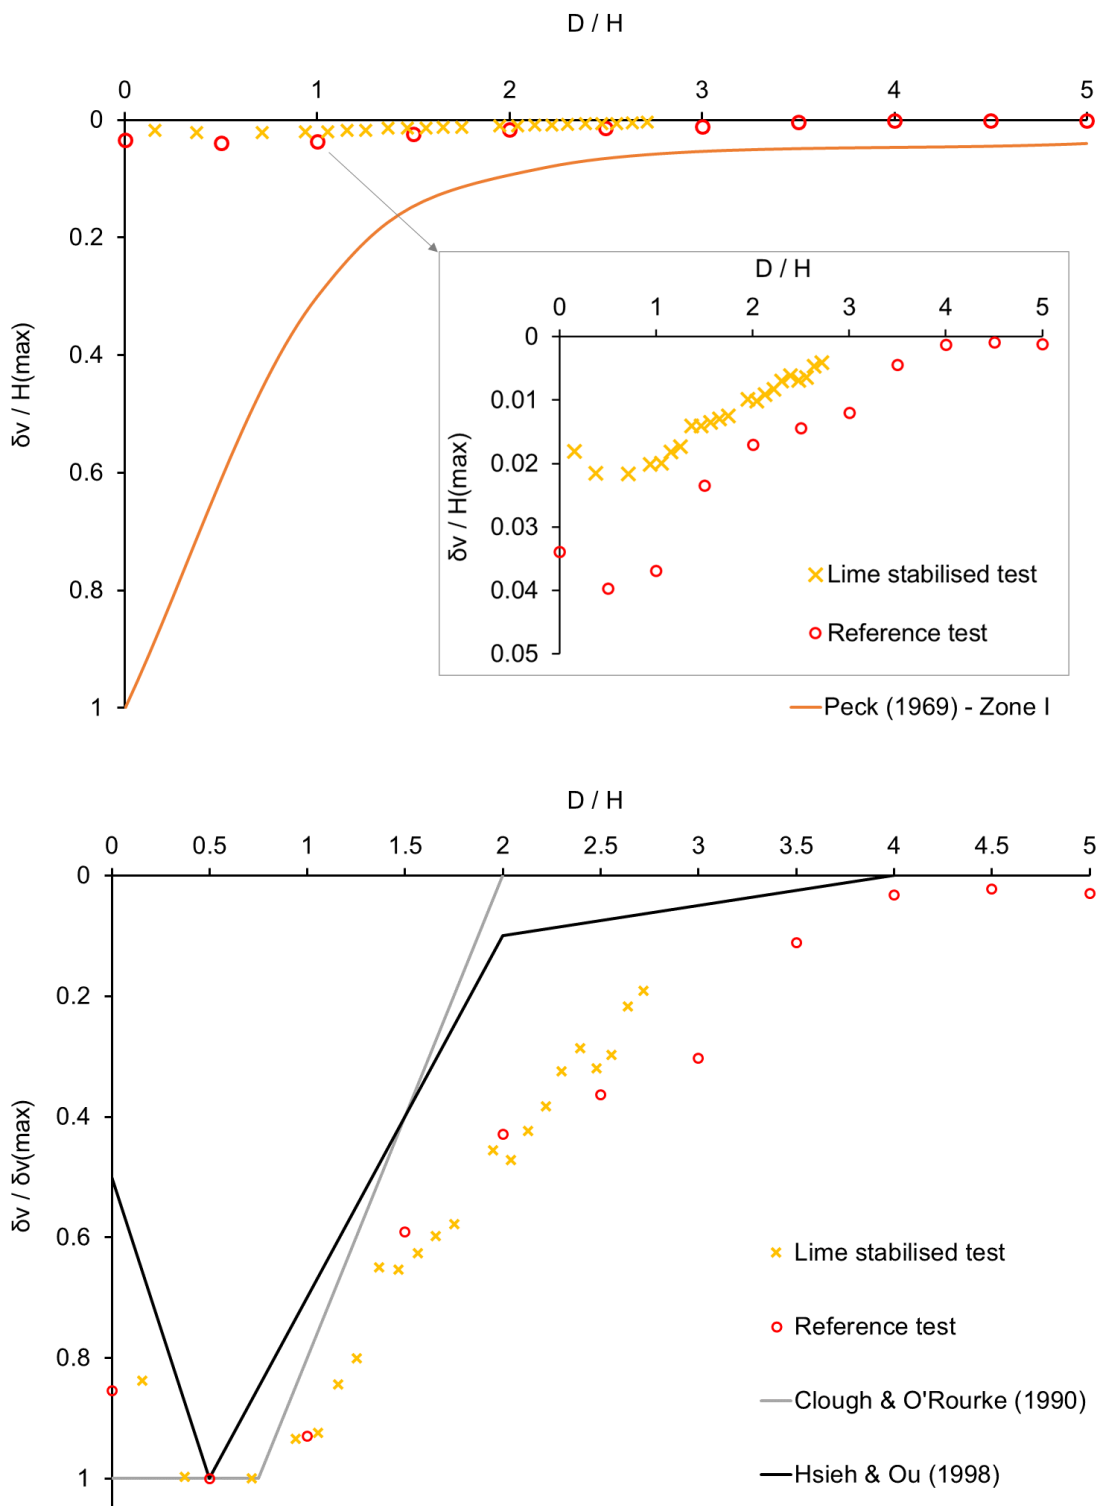 D / H
0 1 2 3 4 5
0
0.2
0.4
0.6
0.8
1
δv / H(max)
D / H
0 1 2 3 4 5
0
0.01
0.02
0.03
0.04
0.05
δv / H(max)
Lime stabilised test
Reference test
Peck (1969) - Zone I
D / H
0 0.5 1 1.5 2 2.5 3 3.5 4 4.5 5
0
0.2
0.4
0.6
0.8
1
δv / δv(max)
Lime stabilised test
Reference test
Clough & O'Rourke (1990)
Hsieh & Ou (1998)